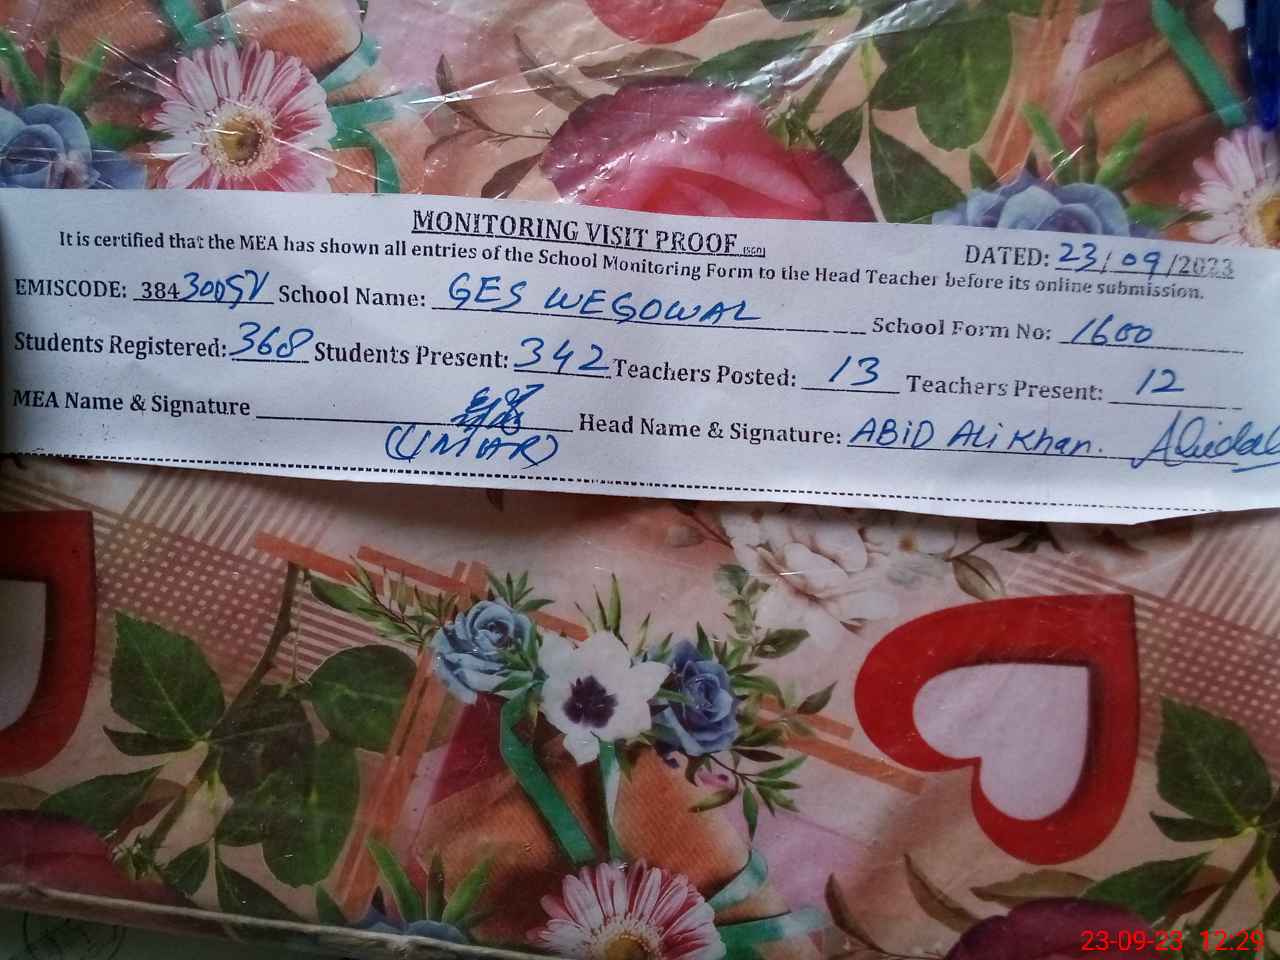 MONITORING VISIT PROOF (SGD)
DATED: 23/09/2023
It is certified that the MEA has shown all entries of the School Monitoring Form to the Head Teacher before its online submission.
EMISCODE: 384 School Name: GES WEGOWAL School Form No: 1600
Students Registered: 368 Students Present: 342 Teachers Posted: 13 Teachers Present: 12
MEA Name & Signature Head Name & Signature: ABiD ALi Khan.
(UMAR)
23-09-23 12:29